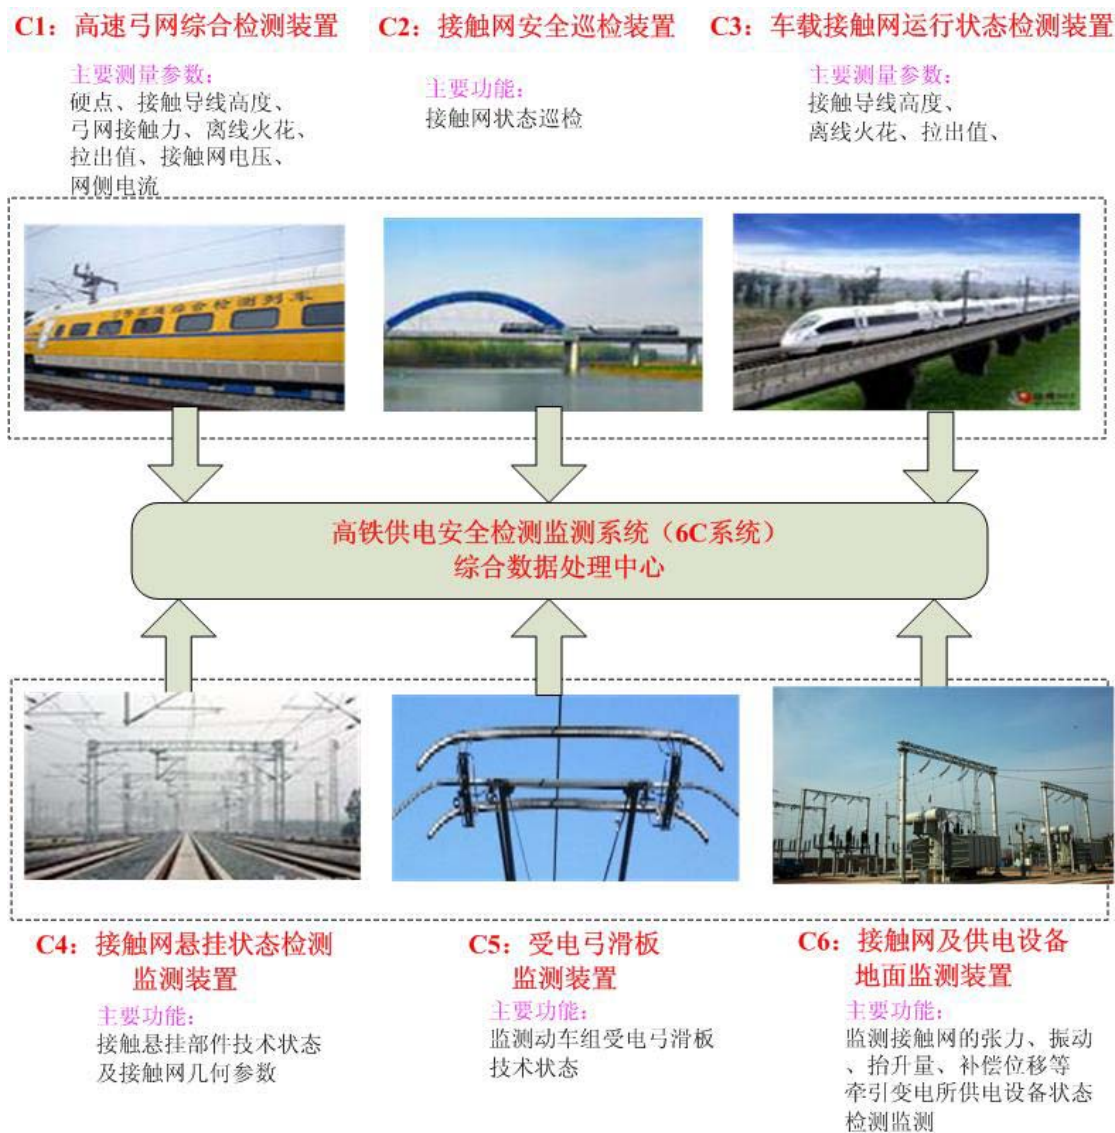 C1：高速弓网综合检测装置
主要测量参数：
硬点、接触导线高度、
弓网接触力、离线火花、
拉出值、接触网电压、
网侧电流
C2：接触网安全巡检装置
主要功能：
接触网状态巡检
C3：车载接触网运行状态检测装置
主要测量参数：
接触导线高度、
离线火花、拉出值、
高铁供电安全检测监测系统（6C系统）
综合数据处理中心
C4：接触网悬挂状态检测
监测装置
主要功能：
接触悬挂部件技术状态
及接触网几何参数
C5：受电弓滑板
监测装置
主要功能：
监测动车组受电弓滑板
技术状态
C6：接触网及供电设备
地面监测装置
主要功能：
监测接触网的张力、振动
、抬升量、补偿位移等
牵引变电所供电设备状态
检测监测